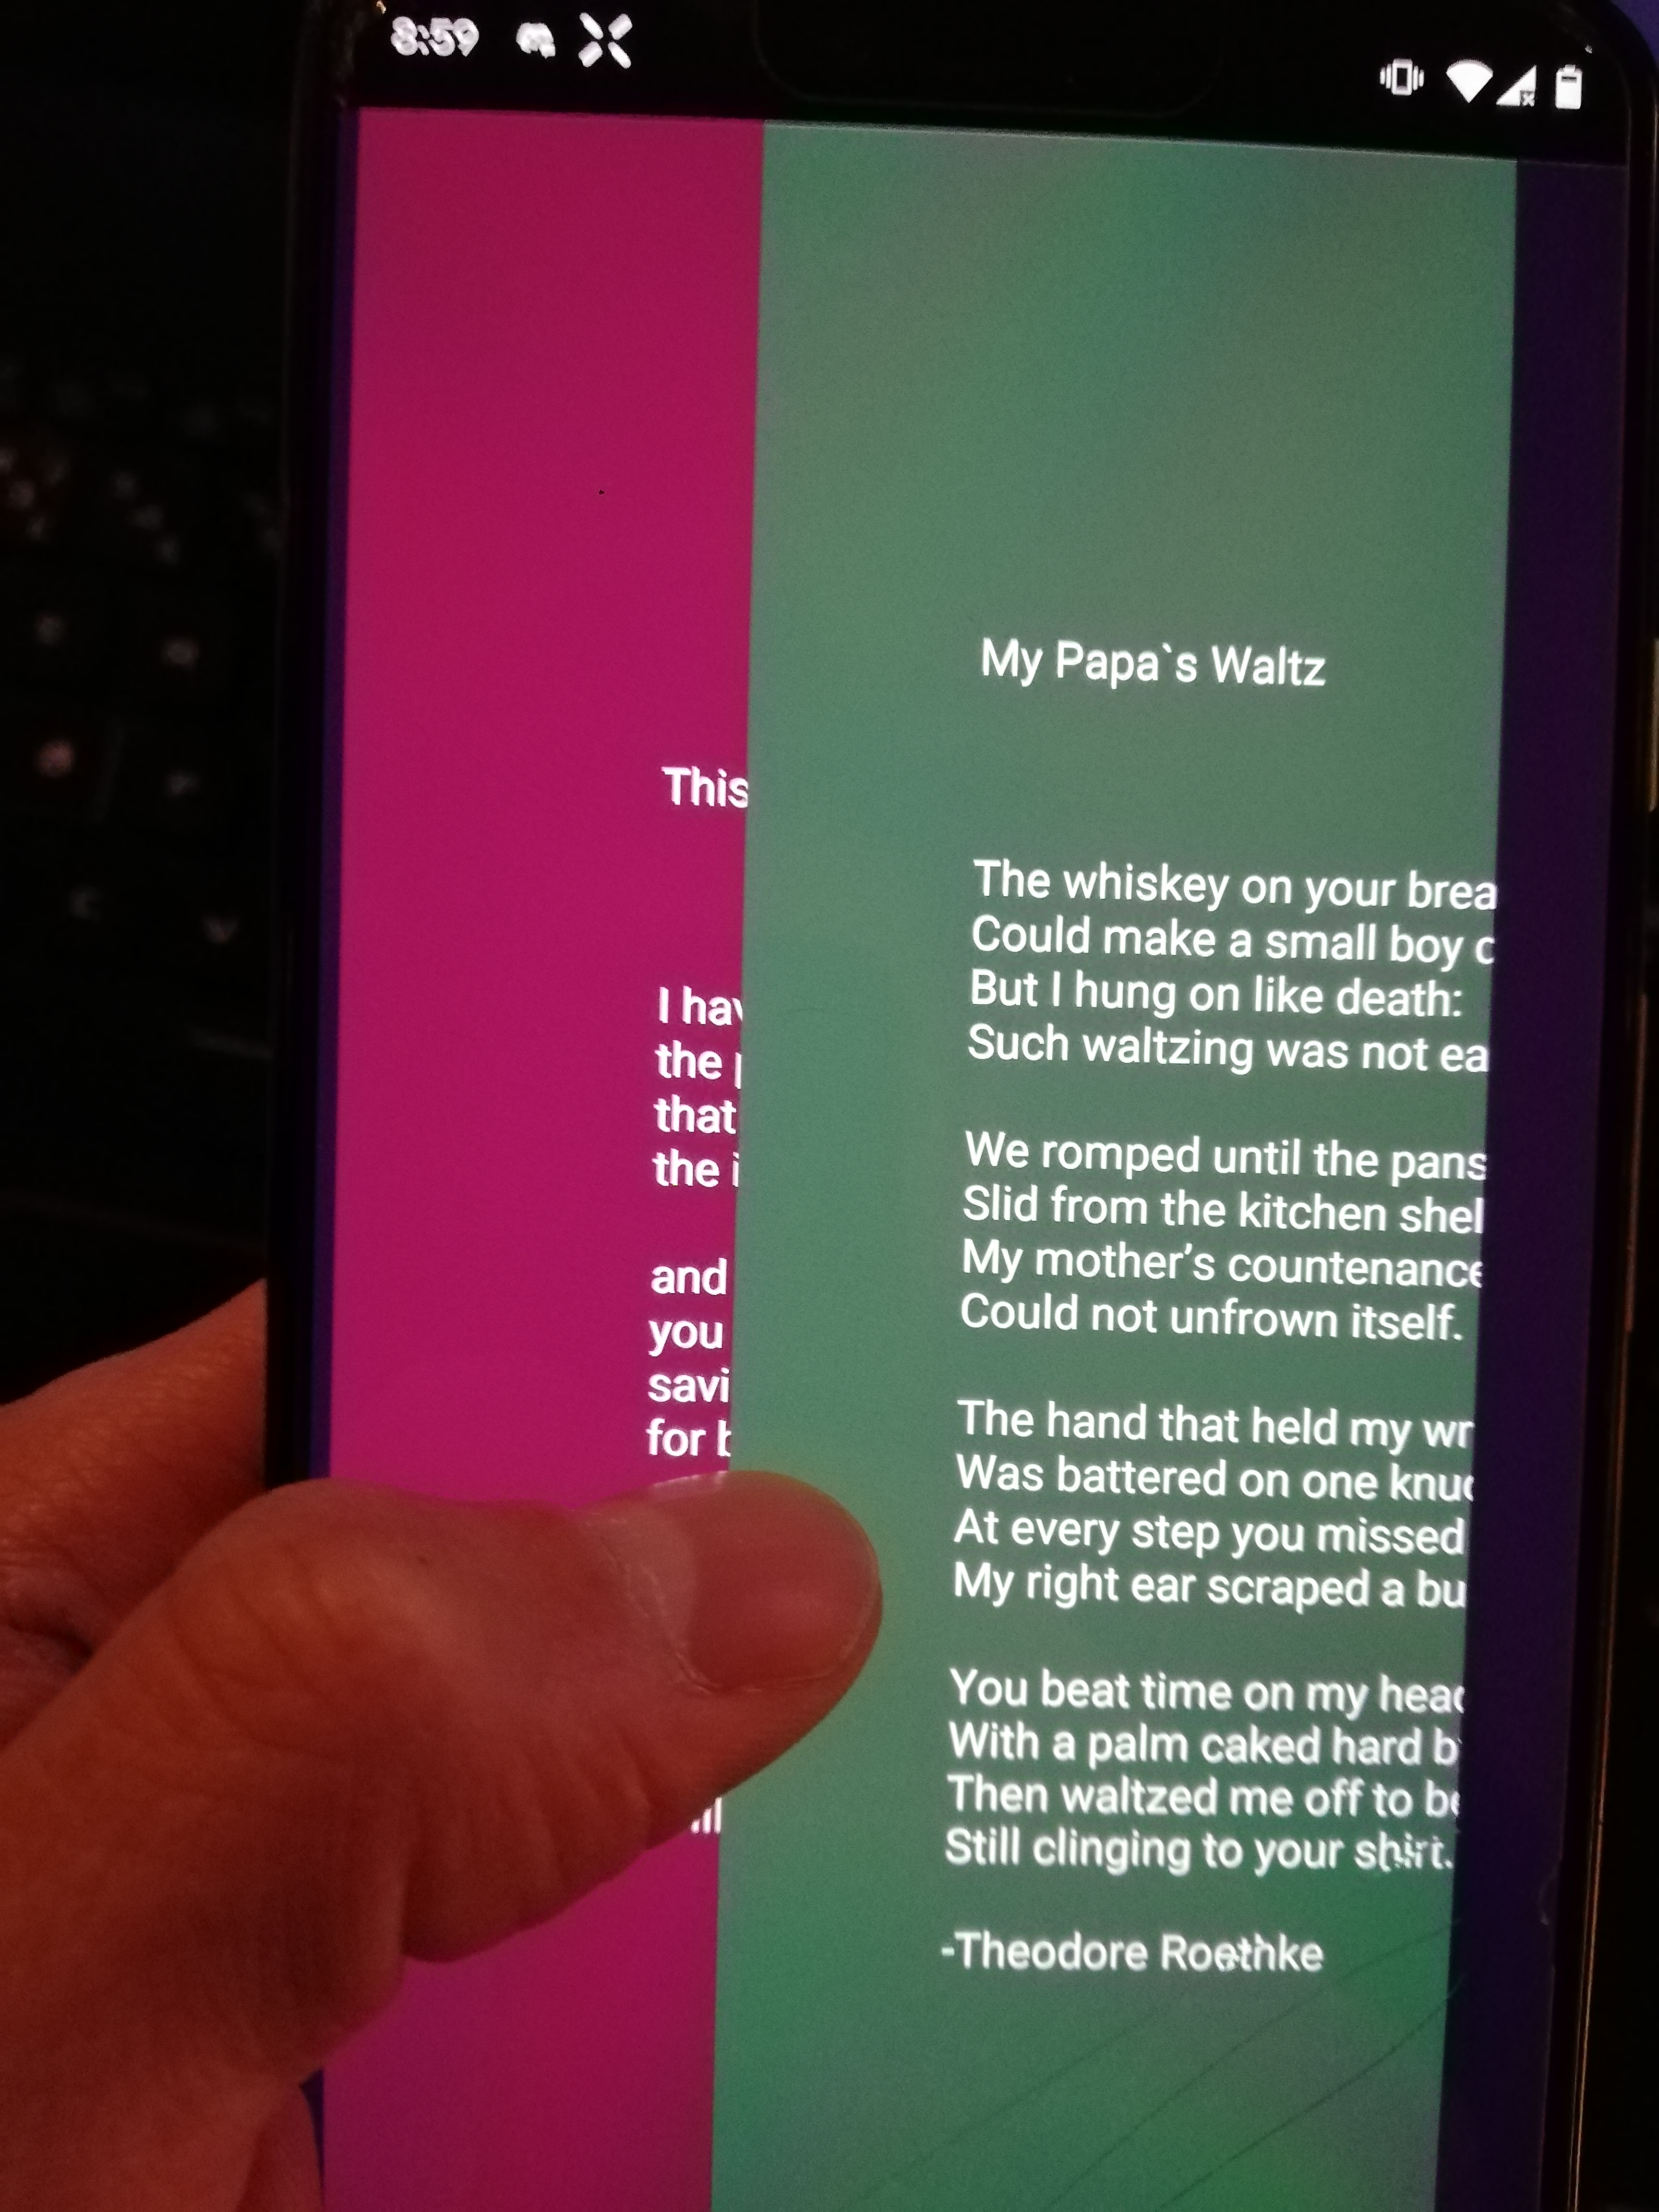 8:59
This
I hav
the
that
the i
and
you
savi
for b
My Papa`s Waltz
The whiskey on your brea
Could make a small boy
But I hung on like death:
Such waltzing was not ea
We romped until the pans
Slid from the kitchen shel
My mother’s countenance
Could not unfrown itself.
The hand that held my wr
Was battered on one knuc
At every step you missed
My right ear scraped a bu
You beat time on my head
With a palm caked hard b
Then waltzed me off to be
Still clinging to your shirt.
-Theodore Roethke